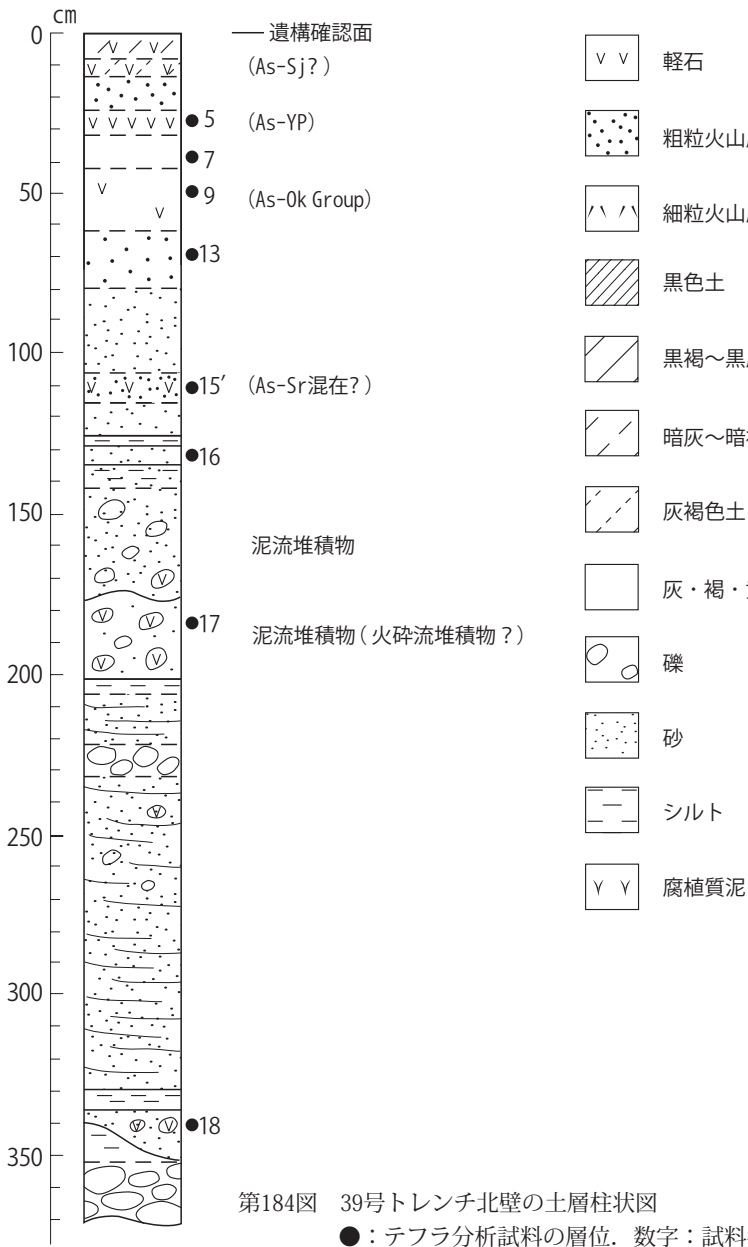 cm
0
遺構確認面
(As-Sj?)
5 (As-YP)
7
50
9 (As-Ok Group)
13
100
15′ (As-Sr混在?)
16
150
泥流堆積物
17
泥流堆積物(火砕流堆積物?)
200
250
300
18
350
軽石
粗粒火山
細粒火山
黒色土
黒褐~黒
暗灰~暗
灰褐色土
灰・褐・
礫
砂
シルト
腐植質泥
第184図 39号トレンチ北壁の土層柱状図
●:テフラ分析試料の層位.数字:試料